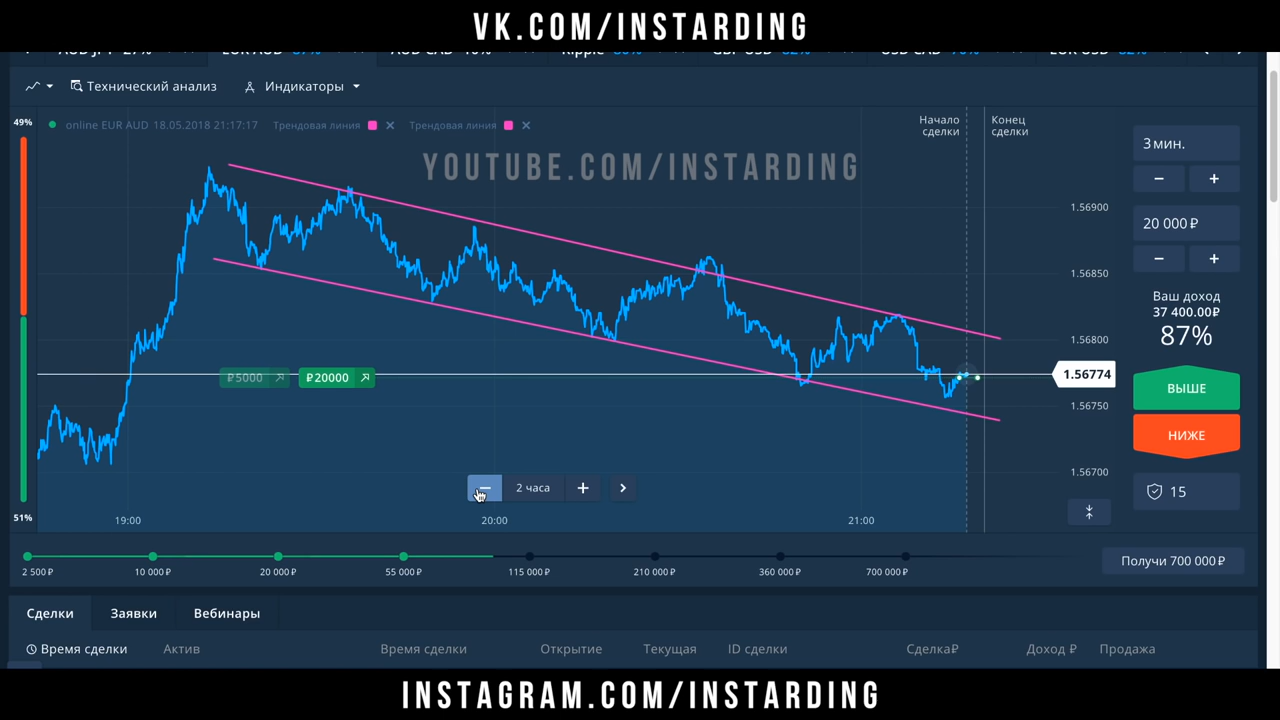 VK.COM/INSTARDING
Технический анализ
Индикаторы
49%
online EUR AUD 18.05.2018 21:17:17
Трендовая линия
Трендовая линия
Начало сделки
Конец сделки
YOUTUBE.COM/INSTARDING
3 мин.
1.56900
20 000 ₽
1.56850
Ваш доход
37 400.00₽
87%
1.56800
₽5000
₽20000
1.56774
ВЫШЕ
1.56750
НИЖЕ
1.56700
2 часа
15
51%
19:00
20:00
21:00
2 500 ₽
10 000 ₽
20 000 ₽
55 000 ₽
115 000 ₽
210 000 ₽
360 000 ₽
700 000 ₽
Получи 700 000 ₽
Сделки
Заявки
Вебинары
Время сделки
Актив
Время сделки
Открытие
Текущая
ID сделки
Сделка₽
Доход ₽
Продажа
INSTAGRAM.COM/INSTARDING